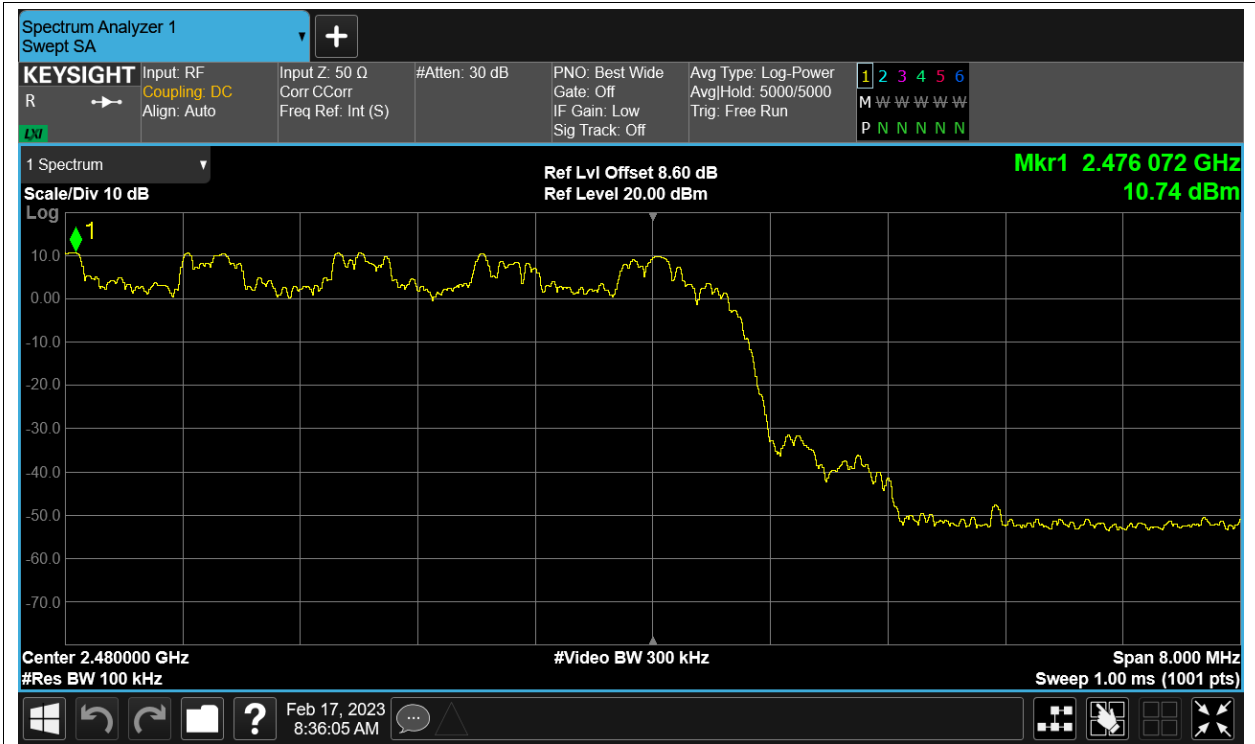 Spectrum Analyzer 1
Swept SA
KEYSIGHT
R
LXI
Input: RF
Coupling: DC
Align: Auto
Input Z: 50 Ω
Corr CCorr
Freq Ref: Int (S)
#Atten: 30 dB
PNO: Best Wide
Gate: Off
IF Gain: Low
Sig Track: Off
Avg Type: Log-Power
Avg|Hold: 5000/5000
Trig: Free Run
1 2 3 4 5 6
M W W W W W
P N N N N N
1 Spectrum
Scale/Div 10 dB
Log
Ref Lvl Offset 8.60 dB
Ref Level 20.00 dBm
Mkr1 2.476 072 GHz
10.74 dBm
1
10.0
0.00
-10.0
-20.0
-30.0
-40.0
-50.0
-60.0
-70.0
Center 2.480000 GHz
#Video BW 300 kHz
Span 8.000 MHz
#Res BW 100 kHz
Sweep 1.00 ms (1001 pts)
?
Feb 17, 2023
8:36:05 AM